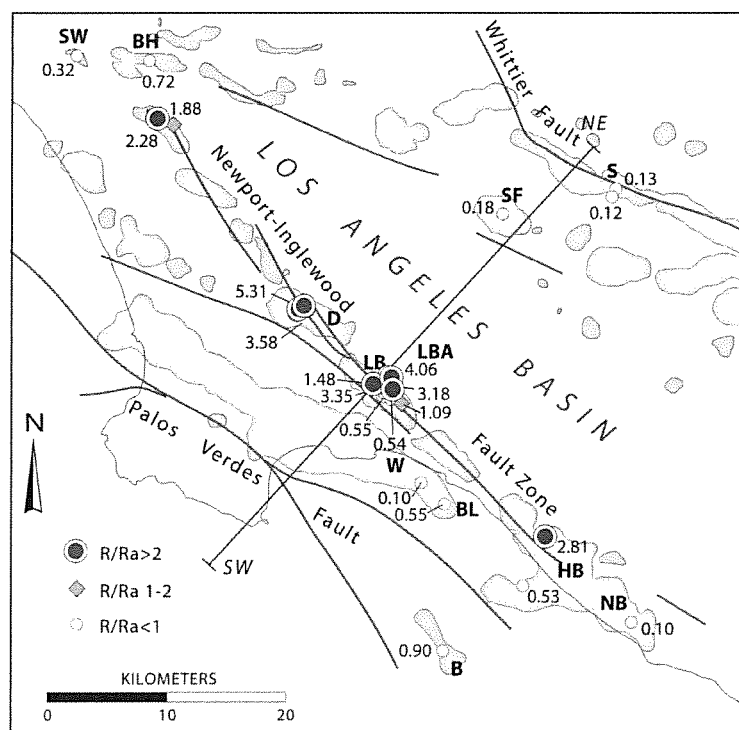 SW
BH
0.32
0.72
Whittier Fault
NE
1.88
2.28
LOS ANGELES BASIN
Newport-Inglewood
S
0.13
0.12
SF
0.18
5.31
D
3.58
LB
LBA
4.06
1.48
3.18
3.35
1.09
0.55
0.54
Fault Zone
W
Palos Verdes Fault
N
0.10
0.55
BL
2.81
HB
R/Ra>2
SW
R/Ra 1-2
0.53
NB
R/Ra<1
0.10
0.90
B
KILOMETERS
0 10 20